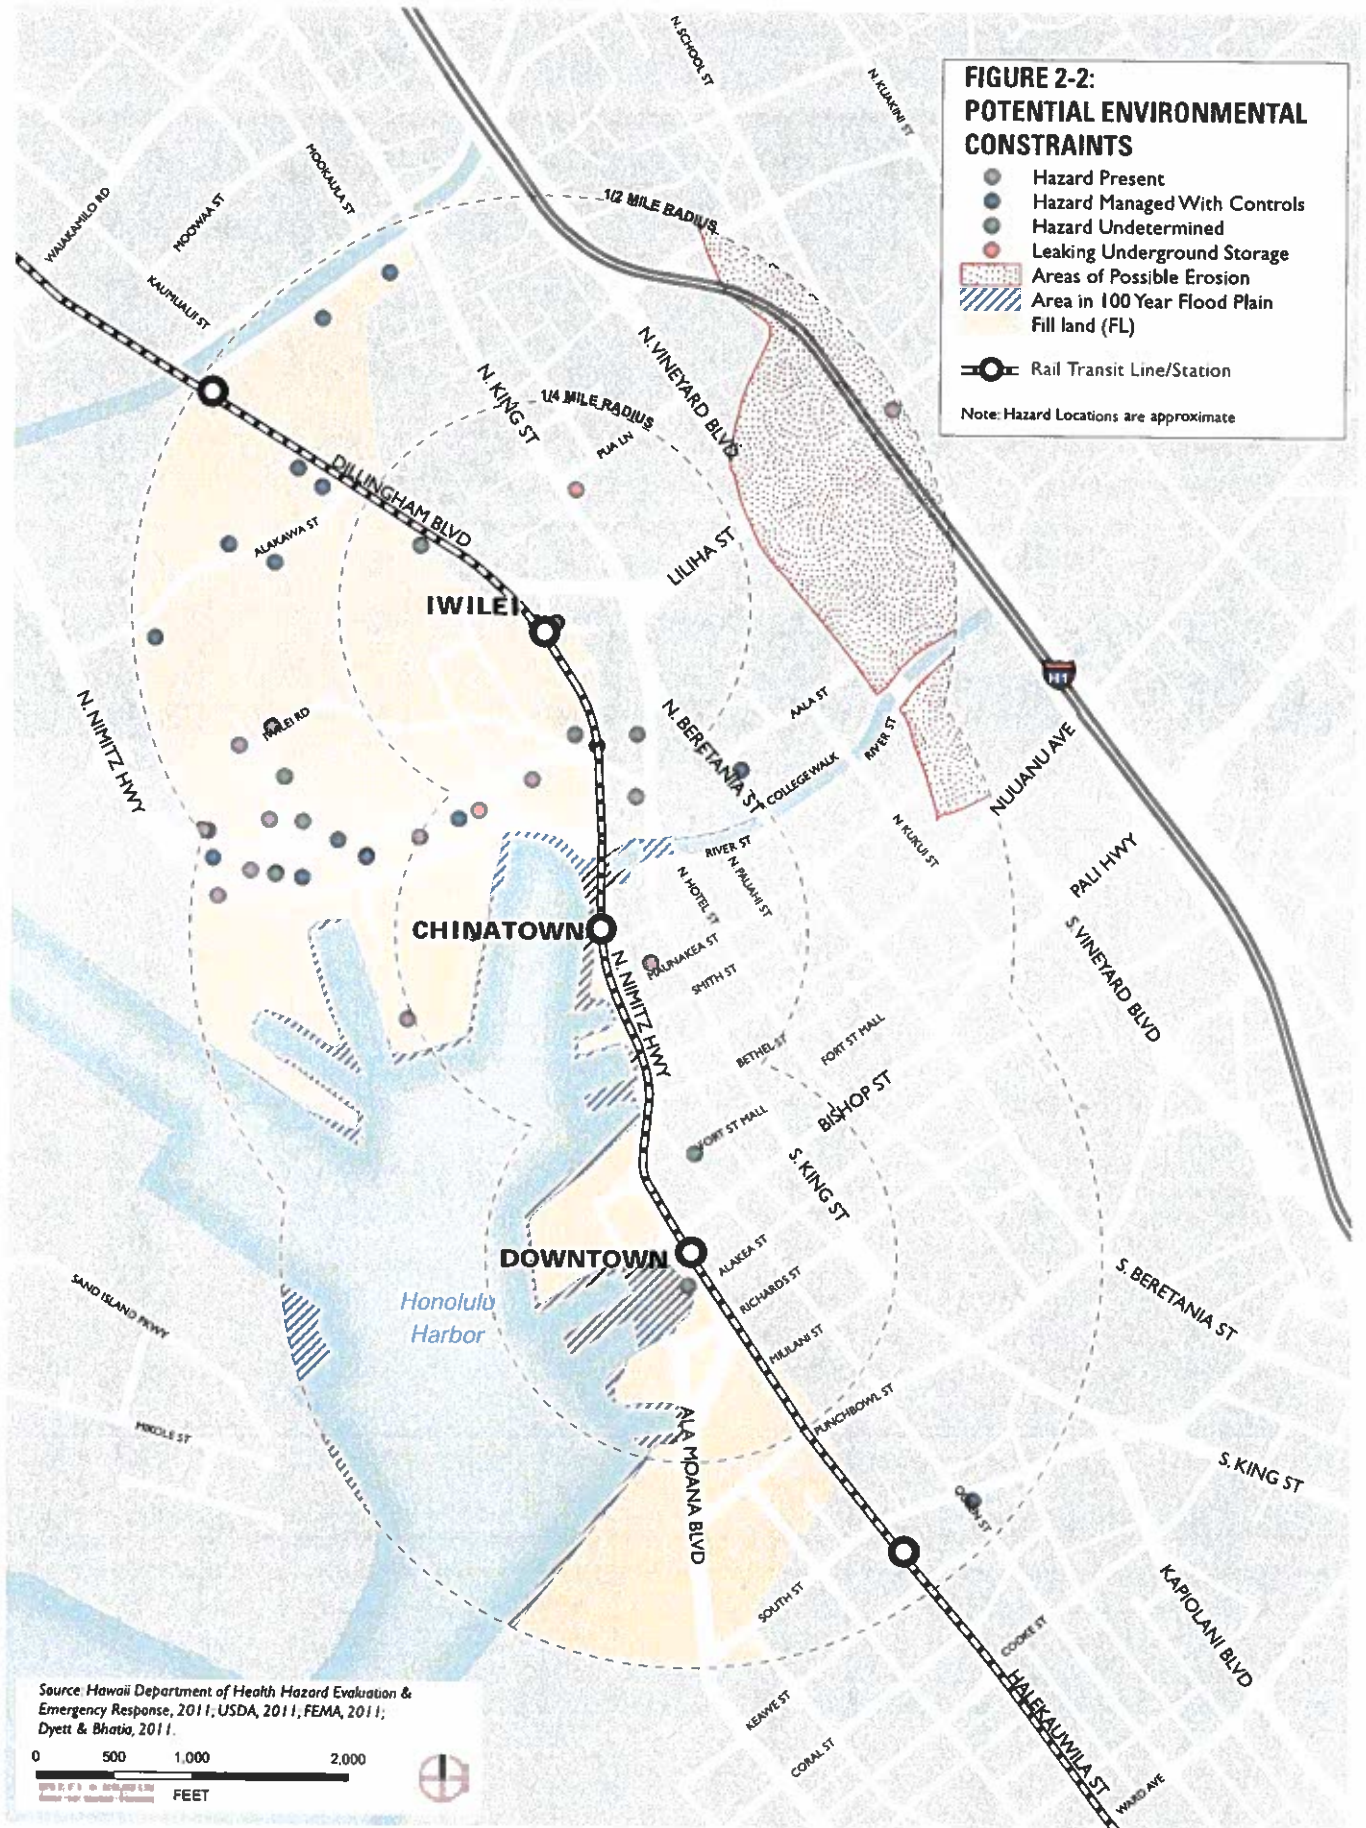 FIGURE 2-2:
POTENTIAL ENVIRONMENTAL
CONSTRAINTS
Hazard Present
Hazard Managed With Controls
Hazard Undetermined
Leaking Underground Storage
Areas of Possible Erosion
Area in 100 Year Flood Plain
Fill land (FL)
Rail Transit Line/Station
Note: Hazard Locations are approximate
N. SCHOOL ST
N. KUAKINI ST
MOOKAULA ST
WAIAKAMILO RD
MOOWAA ST
KAUMUALII ST
1/2 MILE RADIUS
N. VINEYARD BLVD
N. KING ST
1/4 MILE RADIUS
PUA LN
DILLINGHAM BLVD
ALAKAWA ST
LILIHA ST
IWILEI
H1
N. NIMITZ HWY
IWILEI RD
AALA ST
N. BERETANIA ST
RIVER ST
COLLEGE WALK
NUUANU AVE
RIVER ST
N. KUKUI ST
N. PAUAHI ST
N. HOTEL ST
PALI HWY
CHINATOWN
MAUNAKEA ST
SMITH ST
S. VINEYARD BLVD
N. NIMITZ HWY
BETHEL ST
FORT ST MALL
BISHOP ST
FORT ST MALL
S. KING ST
DOWNTOWN
ALAKEA ST
RICHARDS ST
MILILANI ST
S. BERETANIA ST
SAND ISLAND PKWY
Honolulu
Harbor
PUNCHBOWL ST
MIKOLE ST
ALA MOANA BLVD
S. KING ST
QUEEN ST
SOUTH ST
KAPIOLANI BLVD
COOKE ST
HALEKAUWILA ST
KEAWE ST
CORAL ST
WARD AVE
Source: Hawaii Department of Health Hazard Evaluation &
Emergency Response, 2011; USDA, 2011, FEMA, 2011;
Dyett & Bhatia, 2011.
0 500 1,000 2,000
FEET